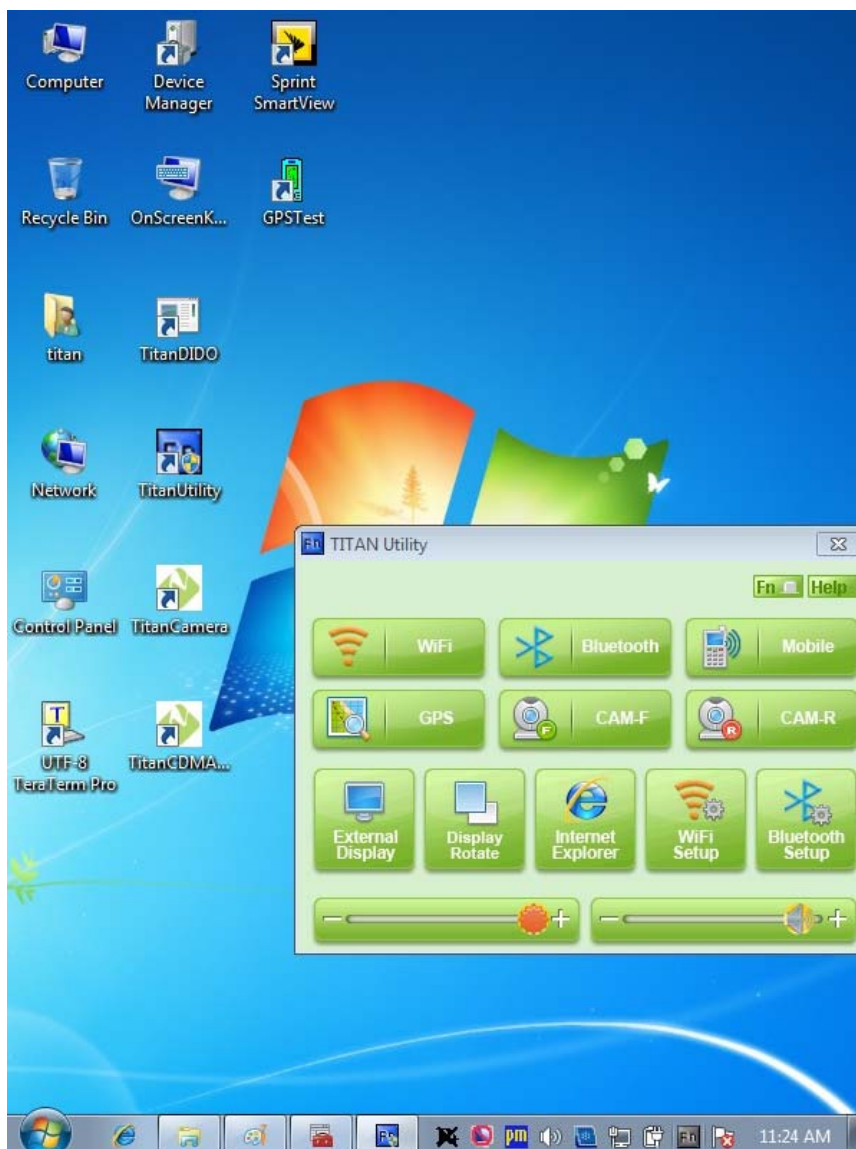 Computer
Device
Manager
Sprint
SmartView
Recycle Bin
OnScreenK...
GPSTest
titan
TitanDIDO
Network
TitanUtility
Control Panel
TitanCamera
UTF-8
TeraTerm Pro
TitanCDMA...
Fn TITAN Utility
Fn Help
WiFi
Bluetooth
Mobile
GPS
F
CAM-F
R
CAM-R
External
Display
Display
Rotate
Internet
Explorer
WiFi
Setup
Bluetooth
Setup
pm
Fn
11:24 AM